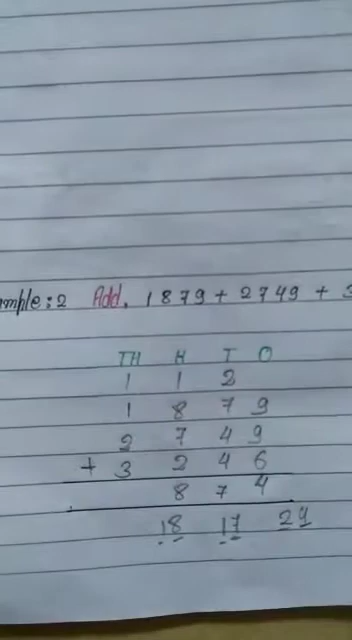 mple:2 Add. 1879 + 2749 + 3
TH H T O
1 1 2
1 8 7 9
2 7 4 9
+ 3 2 4 6
8 7 4
18 17 24